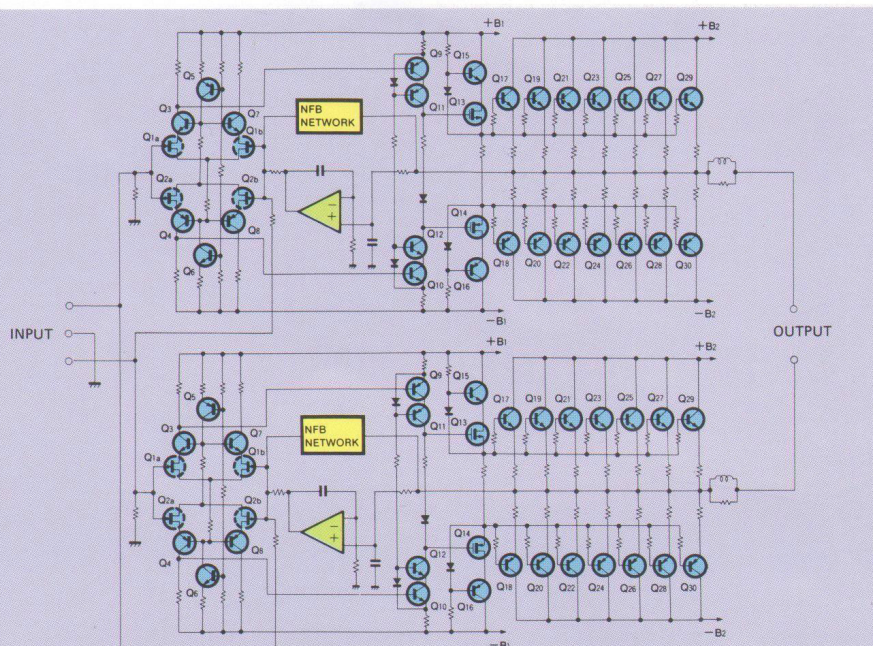 +B1
+B2
Q5
Q9
Q15
Q3
Q7
Q17
Q19
Q21
Q23
Q25
Q27
Q29
Q11
Q13
NFB
NETWORK
Q1a
Q1b
Q2a
Q2b
−
+
Q14
Q4
Q8
Q12
Q6
Q10
Q16
Q18
Q20
Q22
Q24
Q26
Q28
Q30
−B1
−B2
INPUT
OUTPUT
+B1
+B2
Q5
Q9
Q15
Q3
Q7
Q17
Q19
Q21
Q23
Q25
Q27
Q29
Q11
Q13
NFB
NETWORK
Q1a
Q1b
Q2a
Q2b
−
+
Q14
Q4
Q8
Q12
Q6
Q10
Q16
Q18
Q20
Q22
Q24
Q26
Q28
Q30
−B2
−B1